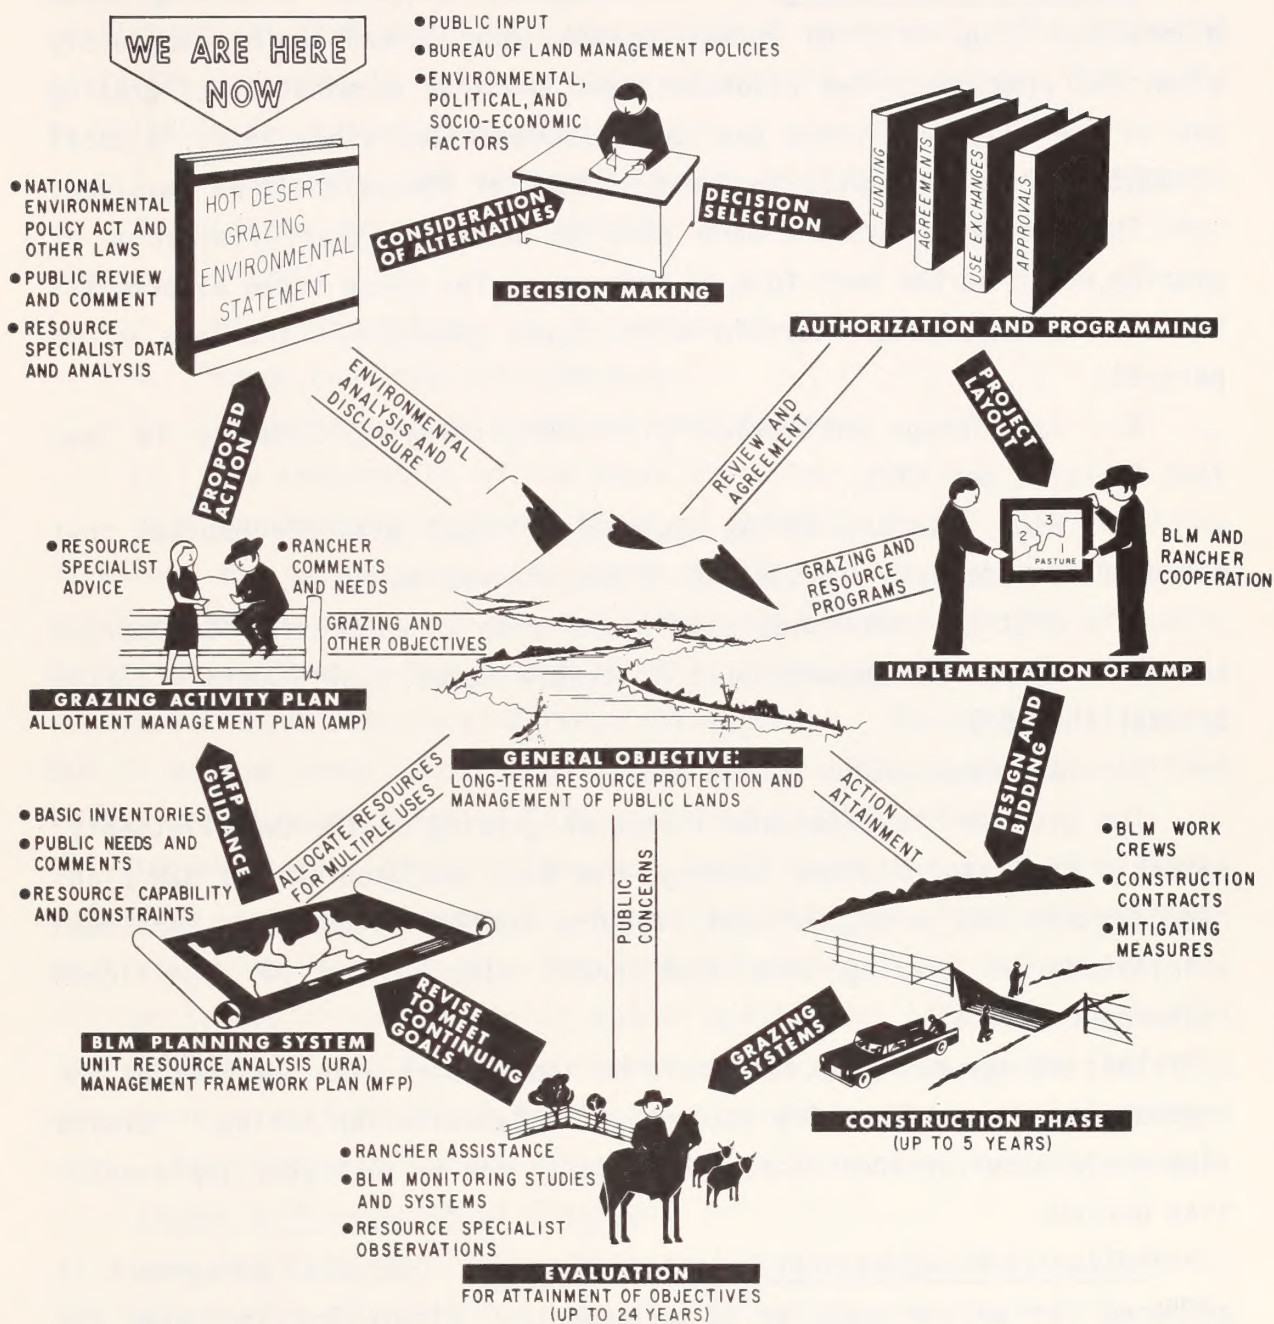 WE ARE HERE
NOW
●PUBLIC INPUT
●BUREAU OF LAND MANAGEMENT POLICIES
●ENVIRONMENTAL,
POLITICAL, AND
SOCIO-ECONOMIC
FACTORS
●NATIONAL
ENVIRONMENTAL
POLICY ACT AND
OTHER LAWS
●PUBLIC REVIEW
AND COMMENT
●RESOURCE
SPECIALIST DATA
AND ANALYSIS
HOT DESERT
GRAZING
ENVIRONMENTAL
STATEMENT
CONSIDERATION
OF ALTERNATIVES
DECISION MAKING
DECISION
SELECTION
FUNDING
AGREEMENTS
USE EXCHANGES
APPROVALS
AUTHORIZATION AND PROGRAMMING
PROPOSED
ACTION
ENVIRONMENTAL
ANALYSIS AND
DISCLOSURE
REVIEW AND
AGREEMENT
PROJECT
LAYOUT
●RESOURCE
SPECIALIST
ADVICE
●RANCHER
COMMENTS
AND NEEDS
GRAZING AND
OTHER OBJECTIVES
GRAZING ACTIVITY PLAN
ALLOTMENT MANAGEMENT PLAN (AMP)
GRAZING AND
RESOURCE
PROGRAMS
2
3
1
PASTURE
BLM AND
RANCHER
COOPERATION
IMPLEMENTATION OF AMP
GENERAL OBJECTIVE:
LONG-TERM RESOURCE PROTECTION AND
MANAGEMENT OF PUBLIC LANDS
MFP
GUIDANCE
ALLOCATE RESOURCES
FOR MULTIPLE USES
●BASIC INVENTORIES
●PUBLIC NEEDS AND
COMMENTS
●RESOURCE CAPABILITY
AND CONSTRAINTS
BLM PLANNING SYSTEM
UNIT RESOURCE ANALYSIS (URA)
MANAGEMENT FRAMEWORK PLAN (MFP)
PUBLIC
CONCERNS
ACTION
ATTAINMENT
DESIGN AND
BIDDING
●BLM WORK
CREWS
●CONSTRUCTION
CONTRACTS
●MITIGATING
MEASURES
CONSTRUCTION PHASE
(UP TO 5 YEARS)
GRAZING
SYSTEMS
REVISE
TO MEET
CONTINUING
GOALS
●RANCHER ASSISTANCE
●BLM MONITORING STUDIES
AND SYSTEMS
●RESOURCE SPECIALIST
OBSERVATIONS
EVALUATION
FOR ATTAINMENT OF OBJECTIVES
(UP TO 24 YEARS)